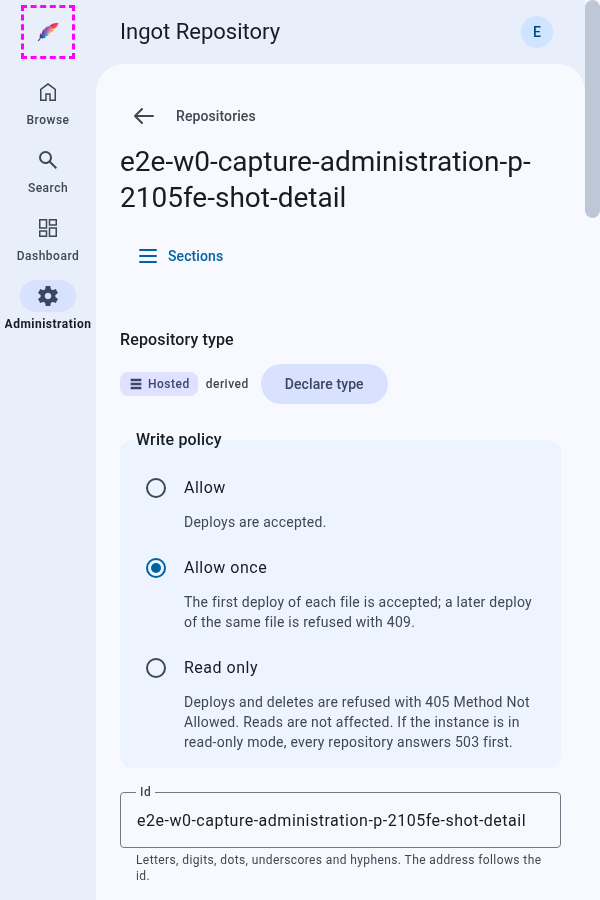 Ingot Repository
E
Browse
Search
Dashboard
Administration
Repositories
e2e-w0-capture-administration-p-
2105fe-shot-detail
Sections
Repository type
Hosted derived Declare type
Write policy
Allow
Deploys are accepted.
Allow once
The first deploy of each file is accepted; a later deploy
of the same file is refused with 409.
Read only
Deploys and deletes are refused with 405 Method Not
Allowed. Reads are not affected. If the instance is in
read-only mode, every repository answers 503 first.
Id
e2e-w0-capture-administration-p-2105fe-shot-detail
Letters, digits, dots, underscores and hyphens. The address follows the
id.